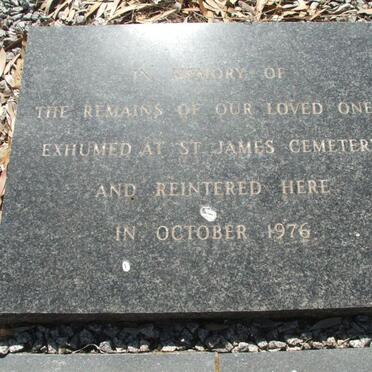 IN MEMORY OF
THE REMAINS OF OUR LOVED ONE
EXHUMED AT ST JAMES CEMETERY
AND REINTERED HERE
IN OCTOBER 1976